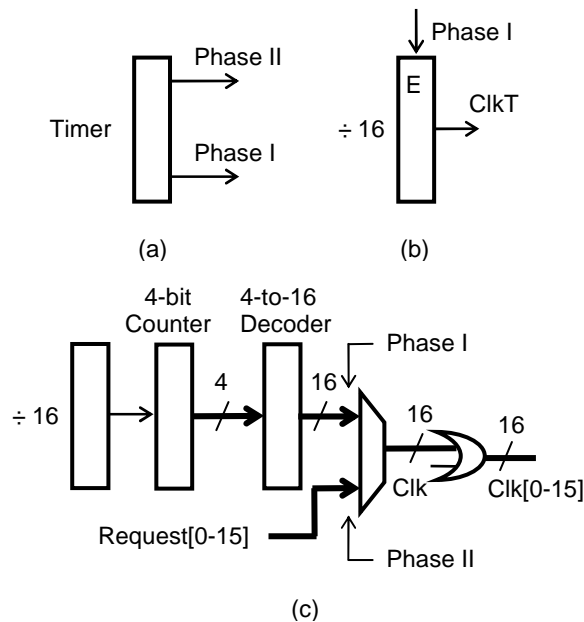 Phase II
Timer
Phase I
(a)
Phase I
E
ClkT
÷ 16
(b)
4-bit
Counter
4-to-16
Decoder
Phase I
÷ 16
4
16
16
16
Clk
Clk[0-15]
Request[0-15]
Phase II
(c)